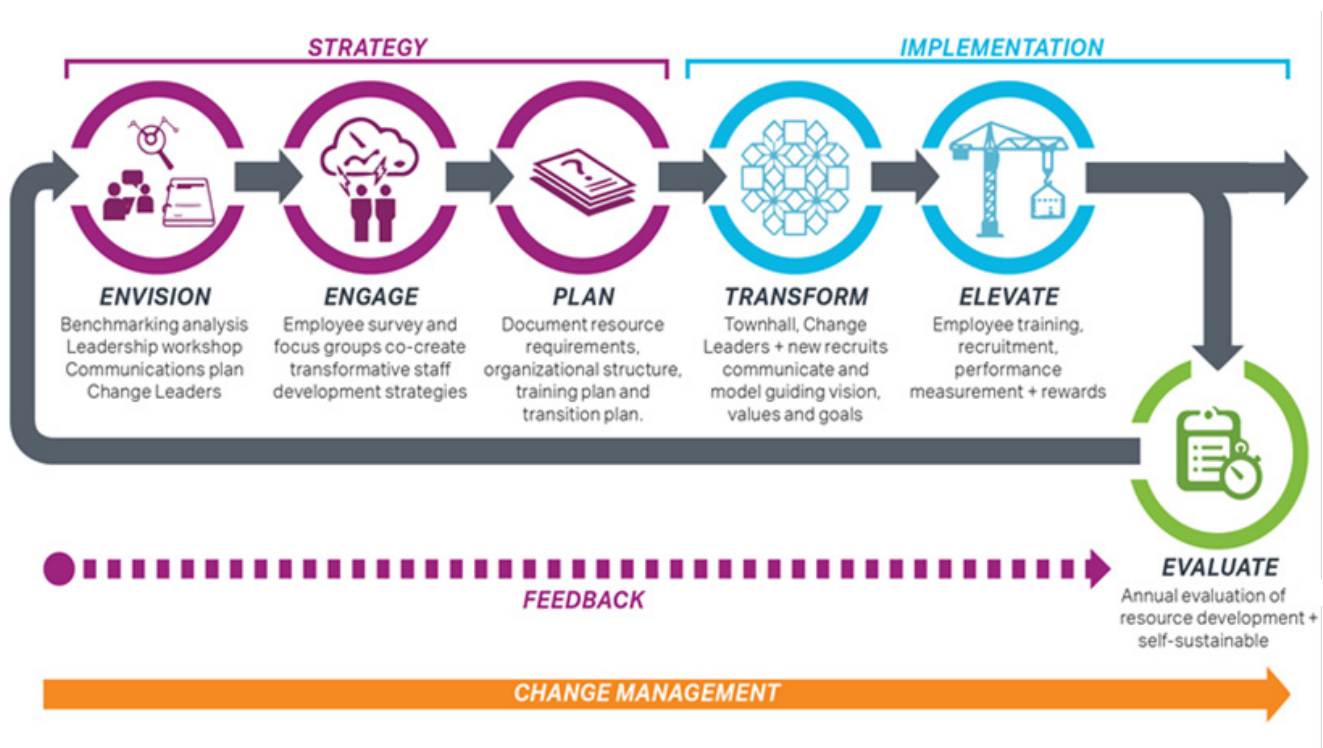 STRATEGY
IMPLEMENTATION
ENVISION
Benchmarking analysis
Leadership workshop
Communications plan
Change Leaders
ENGAGE
Employee survey and
focus groups co-create
transformative staff
development strategies
PLAN
Document resource
requirements,
organizational structure,
training plan and
transition plan.
TRANSFORM
Townhall, Change
Leaders + new recruits
communicate and
model guiding vision,
values and goals
ELEVATE
Employee training,
recruitment,
performance
measurement + rewards
?
EVALUATE
Annual evaluation of
resource development +
self-sustainable
FEEDBACK
CHANGE MANAGEMENT